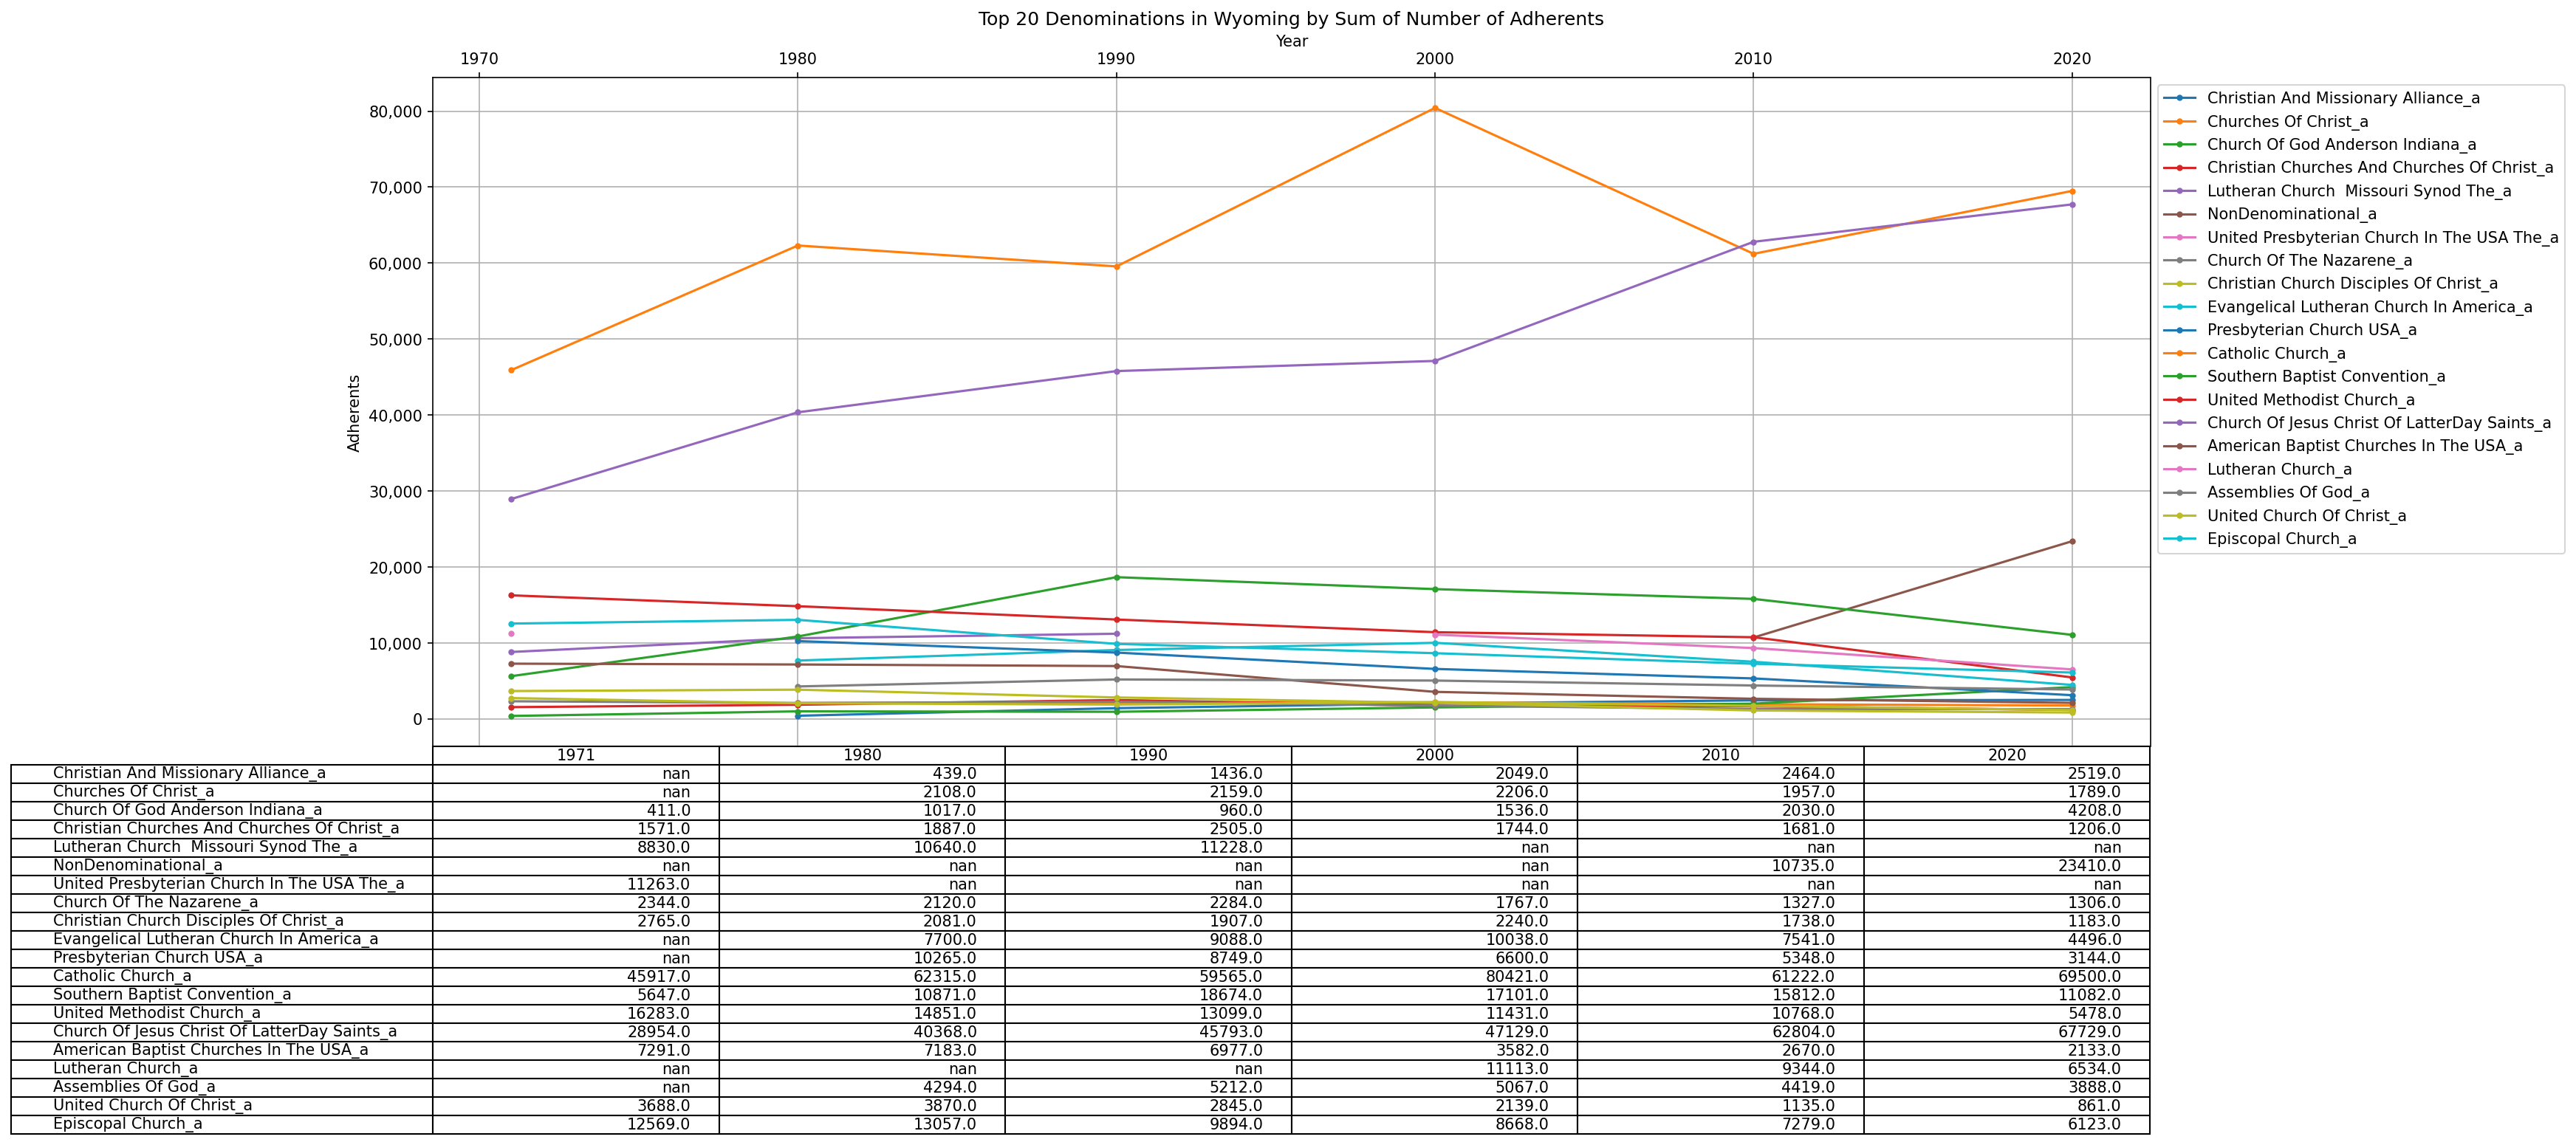 Top 20 Denominations in Wyoming by Sum of Number of Adherents
Year
1970 1980 1990 2000 2010 2020
80,000
70,000
60,000
50,000
40,000
30,000
20,000
10,000
0
Adherents
Christian And Missionary Alliance_a
Churches Of Christ_a
Church Of God Anderson Indiana_a
Christian Churches And Churches Of Christ_a
Lutheran Church  Missouri Synod The_a
NonDenominational_a
United Presbyterian Church In The USA The_a
Church Of The Nazarene_a
Christian Church Disciples Of Christ_a
Evangelical Lutheran Church In America_a
Presbyterian Church USA_a
Catholic Church_a
Southern Baptist Convention_a
United Methodist Church_a
Church Of Jesus Christ Of LatterDay Saints_a
American Baptist Churches In The USA_a
Lutheran Church_a
Assemblies Of God_a
United Church Of Christ_a
Episcopal Church_a
1971 1980 1990 2000 2010 2020
Christian And Missionary Alliance_a nan 439.0 1436.0 2049.0 2464.0 2519.0
Churches Of Christ_a nan 2108.0 2159.0 2206.0 1957.0 1789.0
Church Of God Anderson Indiana_a 411.0 1017.0 960.0 1536.0 2030.0 4208.0
Christian Churches And Churches Of Christ_a 1571.0 1887.0 2505.0 1744.0 1681.0 1206.0
Lutheran Church  Missouri Synod The_a 8830.0 10640.0 11228.0 nan nan nan
NonDenominational_a nan nan nan nan 10735.0 23410.0
United Presbyterian Church In The USA The_a 11263.0 nan nan nan nan nan
Church Of The Nazarene_a 2344.0 2120.0 2284.0 1767.0 1327.0 1306.0
Christian Church Disciples Of Christ_a 2765.0 2081.0 1907.0 2240.0 1738.0 1183.0
Evangelical Lutheran Church In America_a nan 7700.0 9088.0 10038.0 7541.0 4496.0
Presbyterian Church USA_a nan 10265.0 8749.0 6600.0 5348.0 3144.0
Catholic Church_a 45917.0 62315.0 59565.0 80421.0 61222.0 69500.0
Southern Baptist Convention_a 5647.0 10871.0 18674.0 17101.0 15812.0 11082.0
United Methodist Church_a 16283.0 14851.0 13099.0 11431.0 10768.0 5478.0
Church Of Jesus Christ Of LatterDay Saints_a 28954.0 40368.0 45793.0 47129.0 62804.0 67729.0
American Baptist Churches In The USA_a 7291.0 7183.0 6977.0 3582.0 2670.0 2133.0
Lutheran Church_a nan nan nan 11113.0 9344.0 6534.0
Assemblies Of God_a nan 4294.0 5212.0 5067.0 4419.0 3888.0
United Church Of Christ_a 3688.0 3870.0 2845.0 2139.0 1135.0 861.0
Episcopal Church_a 12569.0 13057.0 9894.0 8668.0 7279.0 6123.0